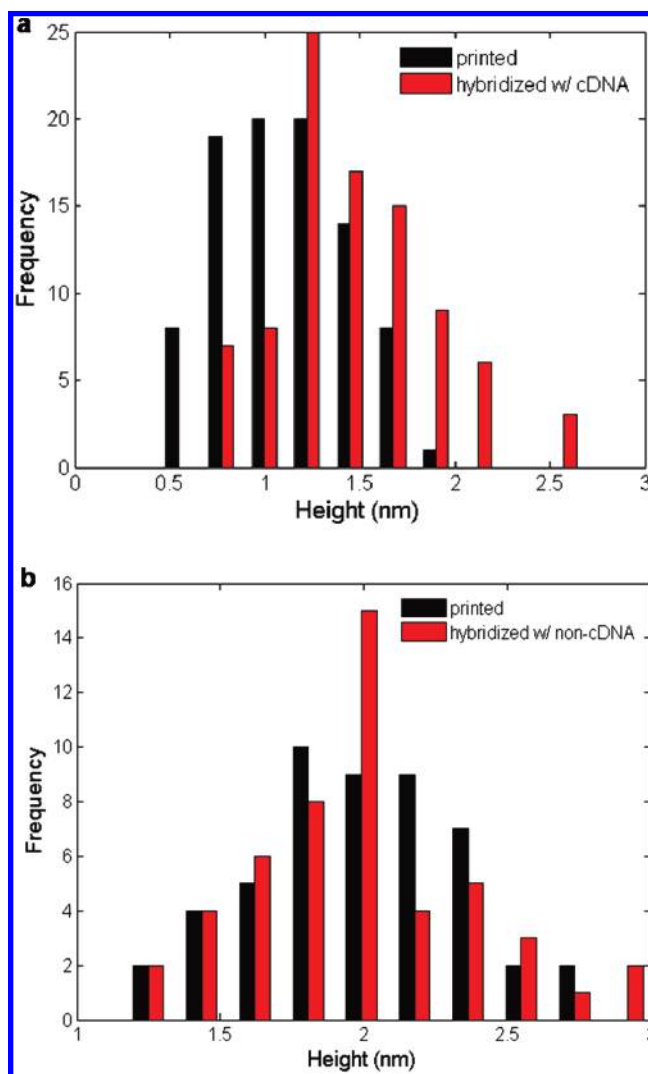 a
25
printed
hybridized w/ cDNA
20
15
Frequency
10
5
0
0 0.5 1 1.5 2 2.5 3
Height (nm)
b
16
printed
14
hybridized w/ non-cDNA
12
10
Frequency
8
6
4
2
0
1 1.5 2 2.5 3
Height (nm)